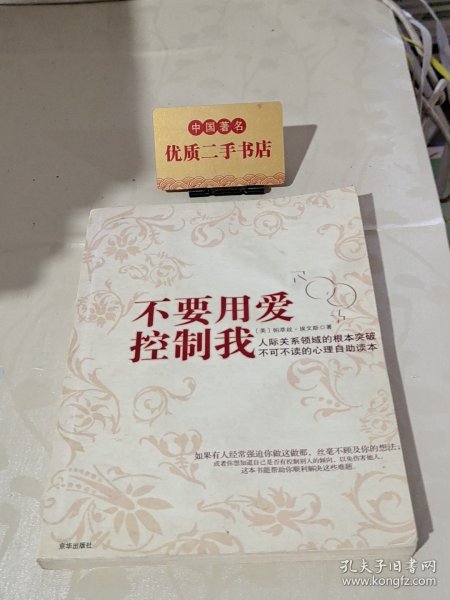 中国著名
优质二手书店
不要用爱
控制我
〔美〕帕萃丝·埃文斯◎著
人际关系领域的根本突破
不可不读的心理自助读本
如果有人经常强迫你做这做那，丝毫不顾及你的想法；
或者你想知道自己是否有控制别人的倾向，以免伤害他人，
这本书能帮助你顺利解决这些难题。
京华出版社
孔夫子旧书网
www.kongfz.com